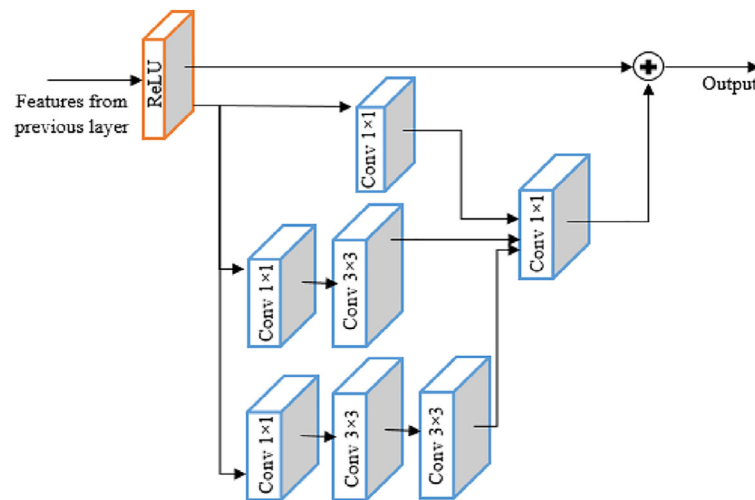 ReLU
Features from
previous layer
Conv 1×1
Output
Conv 1×1
Conv 1×1
Conv 3×3
Conv 1×1
Conv 3×3
Conv 3×3